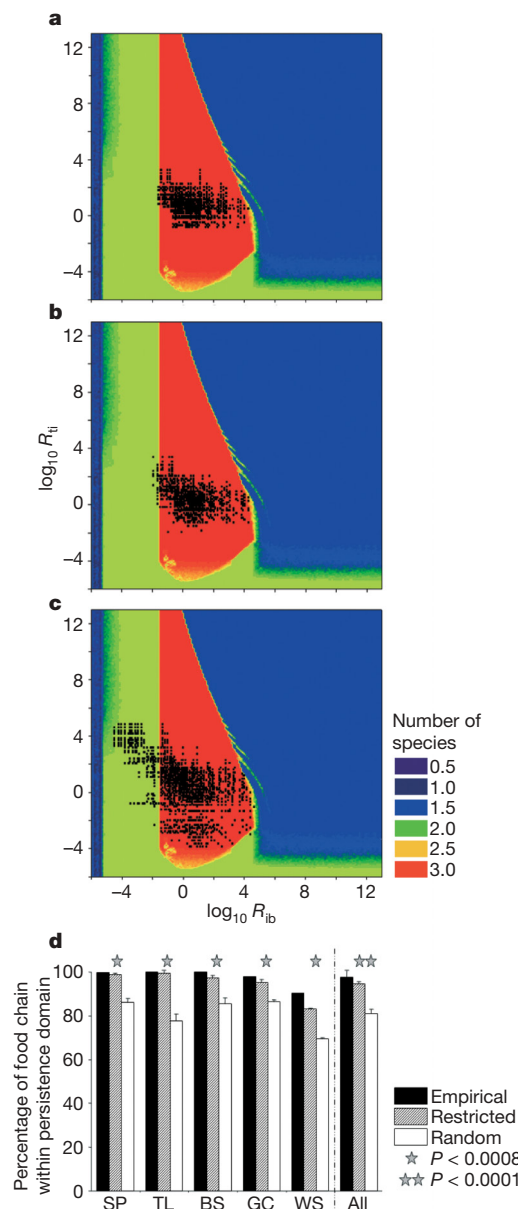 a
12
8
4
0
−4
b
12
8
4
0
−4
log10 Rti
c
12
8
4
0
−4
−4 0 4 8 12
log10 Rib
Number of
species
0.5
1.0
1.5
2.0
2.5
3.0
d
Percentage of food chain
within persistence domain
100
80
60
40
20
0
SP TL BS GC WS All
Empirical
Restricted
Random
P < 0.0008
P < 0.0001